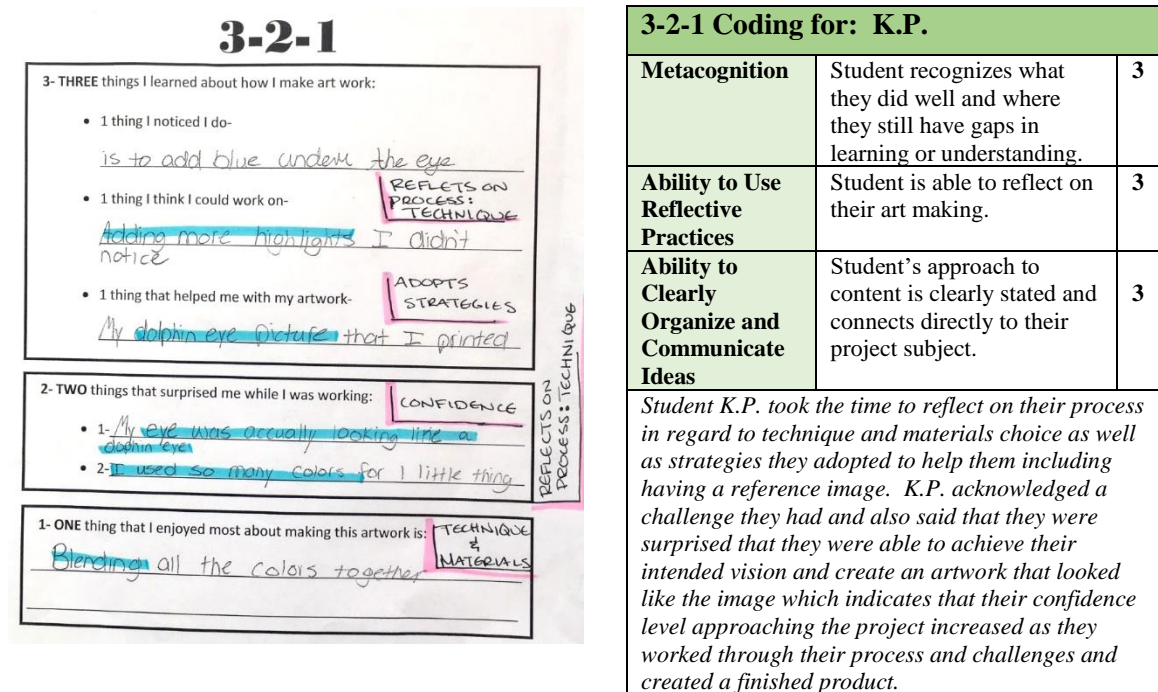 3-2-1
3- THREE things I learned about how I make art work:
• 1 thing I noticed I do-
is to add blue underu the eye
REFLETS ON
PROCESS:
TECHNIQUE
• 1 thing I think I could work on-
Adding more highlights I didn't
notice
ADOPTS
STRATEGIES
• 1 thing that helped me with my artwork-
My dolphin eye picture that I printed
2- TWO things that surprised me while I was working:
CONFIDENCE
• 1- My eye was accually looking line a
dophin eye
• 2- I used so many colors for 1 little thing
REFLECTS ON
PROCESS: TECHNIQUE
1- ONE thing that I enjoyed most about making this artwork is:
TECHNIQUE
&
MATERIALS
Blending all the colors together
3-2-1 Coding for: K.P.
Metacognition
Student recognizes what
they did well and where
they still have gaps in
learning or understanding.
3
Ability to Use
Reflective
Practices
Student is able to reflect on
their art making.
3
Ability to
Clearly
Organize and
Communicate
Ideas
Student's approach to
content is clearly stated and
connects directly to their
project subject.
3
Student K.P. took the time to reflect on their process
in regard to technique and materials choice as well
as strategies they adopted to help them including
having a reference image. K.P. acknowledged a
challenge they had and also said that they were
surprised that they were able to achieve their
intended vision and create an artwork that looked
like the image which indicates that their confidence
level approaching the project increased as they
worked through their process and challenges and
created a finished product.